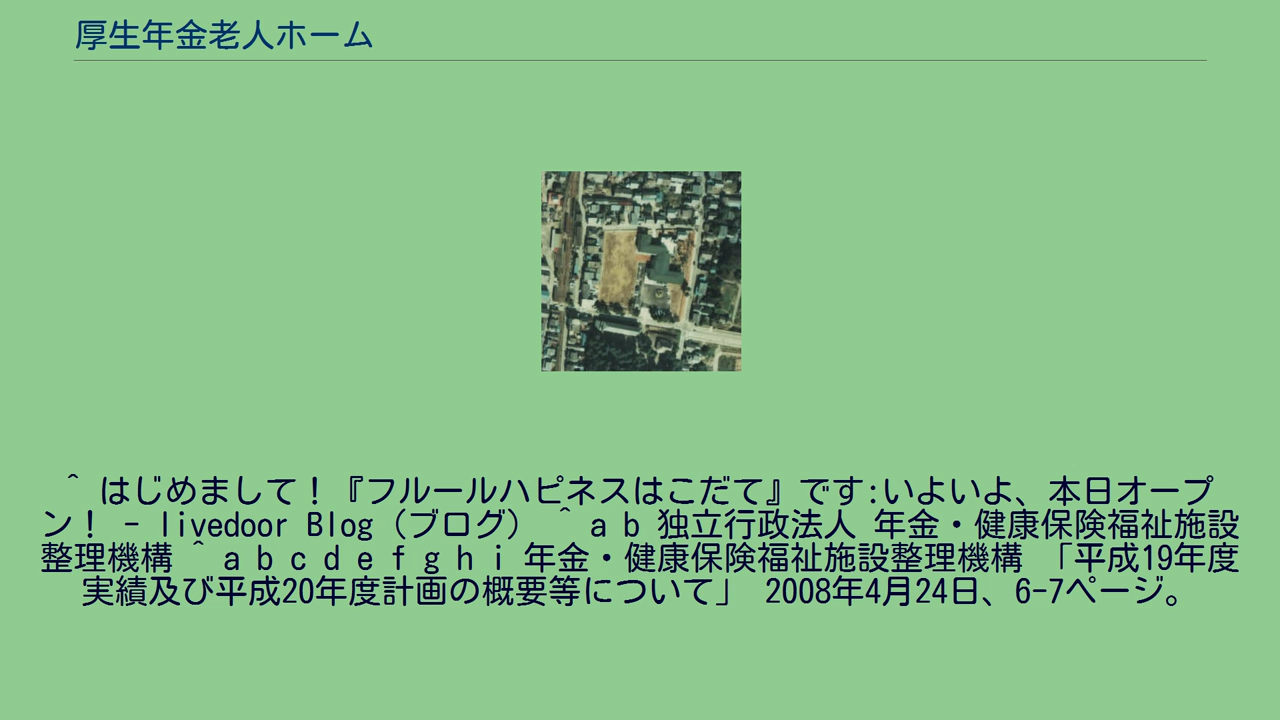 厚生年金老人ホーム
^ はじめまして！『フルールハピネスはこだて』です:いよいよ、本日オープ
ン！ - livedoor Blog（ブログ） ^ a b 独立行政法人 年金・健康保険福祉施設
整理機構 ^ a b c d e f g h i 年金・健康保険福祉施設整理機構 「平成19年度
実績及び平成20年度計画の概要等について」 2008年4月24日、6-7ページ。